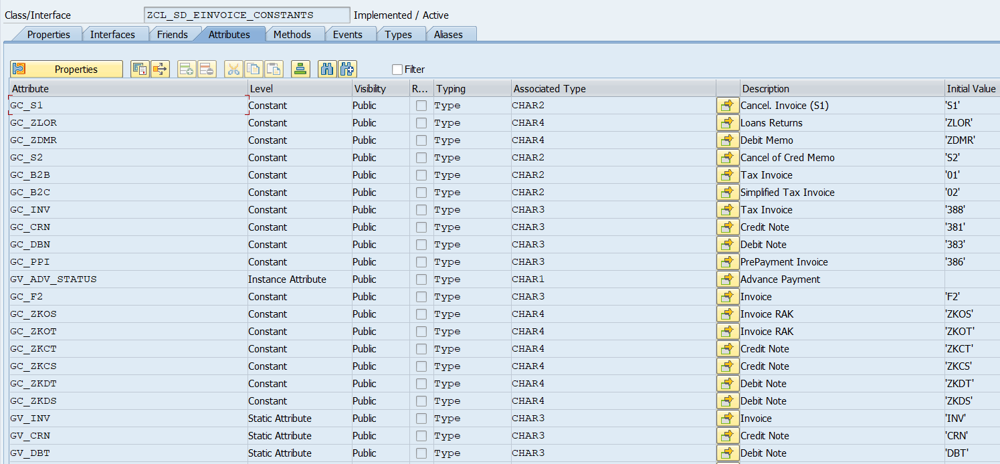 Class/Interface ZCL_SD_EINVOICE_CONSTANTS Implemented / Active
Properties Interfaces Friends Attributes Methods Events Types Aliases
Properties Filter
Attribute Level Visibility R... Typing Associated Type Description Initial Value
GC_S1 Constant Public Type CHAR2 Cancel. Invoice (S1) 'S1'
GC_ZLOR Constant Public Type CHAR4 Loans Returns 'ZLOR'
GC_ZDMR Constant Public Type CHAR4 Debit Memo 'ZDMR'
GC_S2 Constant Public Type CHAR2 Cancel of Cred Memo 'S2'
GC_B2B Constant Public Type CHAR2 Tax Invoice '01'
GC_B2C Constant Public Type CHAR2 Simplified Tax Invoice '02'
GC_INV Constant Public Type CHAR3 Tax Invoice '388'
GC_CRN Constant Public Type CHAR3 Credit Note '381'
GC_DBN Constant Public Type CHAR3 Debit Note '383'
GC_PPI Constant Public Type CHAR3 PrePayment Invoice '386'
GV_ADV_STATUS Instance Attribute Public Type CHAR1 Advance Payment
GC_F2 Constant Public Type CHAR3 Invoice 'F2'
GC_ZKOS Constant Public Type CHAR4 Invoice RAK 'ZKOS'
GC_ZKOT Constant Public Type CHAR4 Invoice RAK 'ZKOT'
GC_ZKCT Constant Public Type CHAR4 Credit Note 'ZKCT'
GC_ZKCS Constant Public Type CHAR4 Credit Note 'ZKCS'
GC_ZKDT Constant Public Type CHAR4 Debit Note 'ZKDT'
GC_ZKDS Constant Public Type CHAR4 Debit Note 'ZKDS'
GV_INV Static Attribute Public Type CHAR3 Invoice 'INV'
GV_CRN Static Attribute Public Type CHAR3 Credit Note 'CRN'
GV_DBT Static Attribute Public Type CHAR3 Debit Note 'DBT'